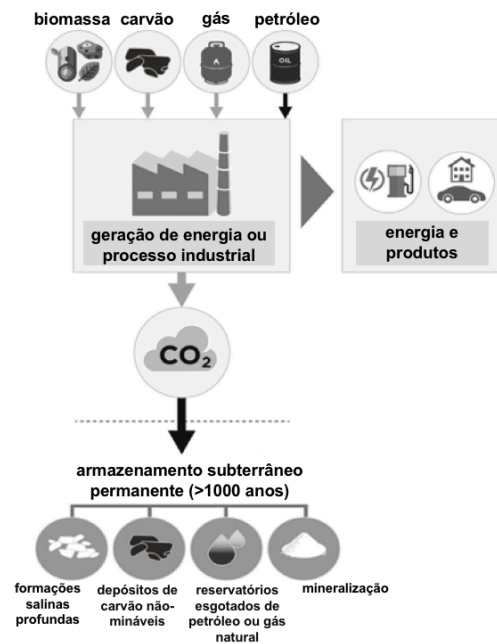 biomassa carvão gás petróleo
OIL
geração de energia ou
processo industrial
energia e
produtos
CO2
armazenamento subterrâneo
permanente (>1000 anos)
formações
salinas
profundas
depósitos de
carvão não-
mináveis
reservatórios
esgotados de
petróleo ou gás
natural
mineralização